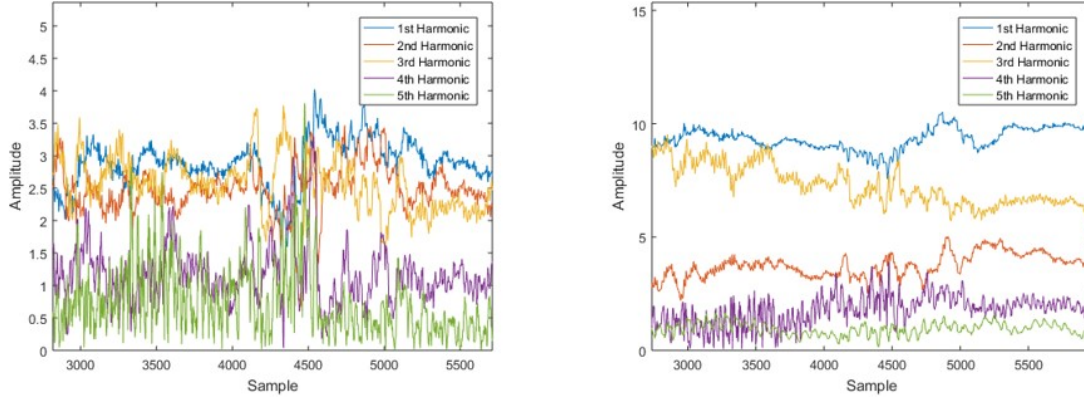 5
4.5
4
3.5
3
2.5
2
1.5
1
0.5
0
Amplitude
3000 3500 4000 4500 5000 5500
Sample
1st Harmonic
2nd Harmonic
3rd Harmonic
4th Harmonic
5th Harmonic
15
10
5
0
Amplitude
3000 3500 4000 4500 5000 5500
Sample
1st Harmonic
2nd Harmonic
3rd Harmonic
4th Harmonic
5th Harmonic